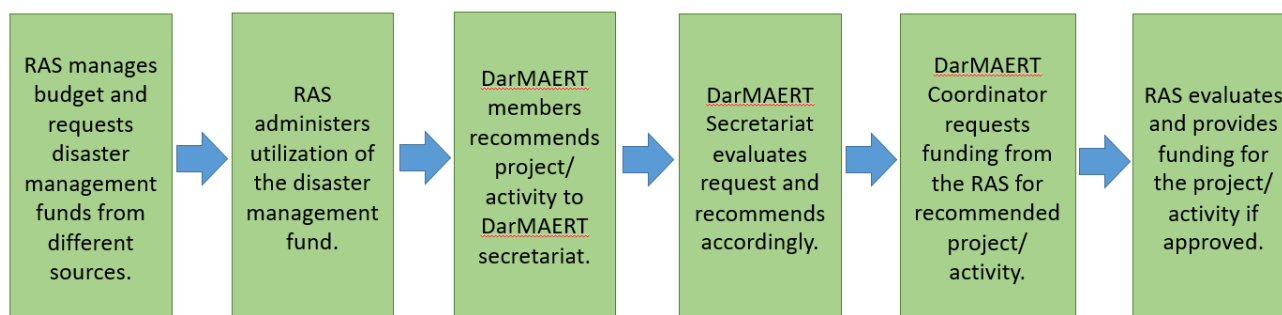 RAS manages
budget and
requests
disaster
management
funds from
different
sources.
RAS
administers
utilization of
the disaster
management
fund.
DarMAERT
members
recommends
project/
activity to
DarMAERT
secretariat.
DarMAERT
Secretariat
evaluates
request and
recommends
accordingly.
DarMAERT
Coordinator
requests
funding from
the RAS for
recommended
project/
activity.
RAS evaluates
and provides
funding for
the project/
activity if
approved.